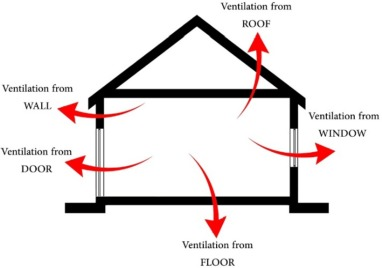 Ventilation from
ROOF
Ventilation from
WALL
Ventilation from
WINDOW
Ventilation from
DOOR
Ventilation from
FLOOR